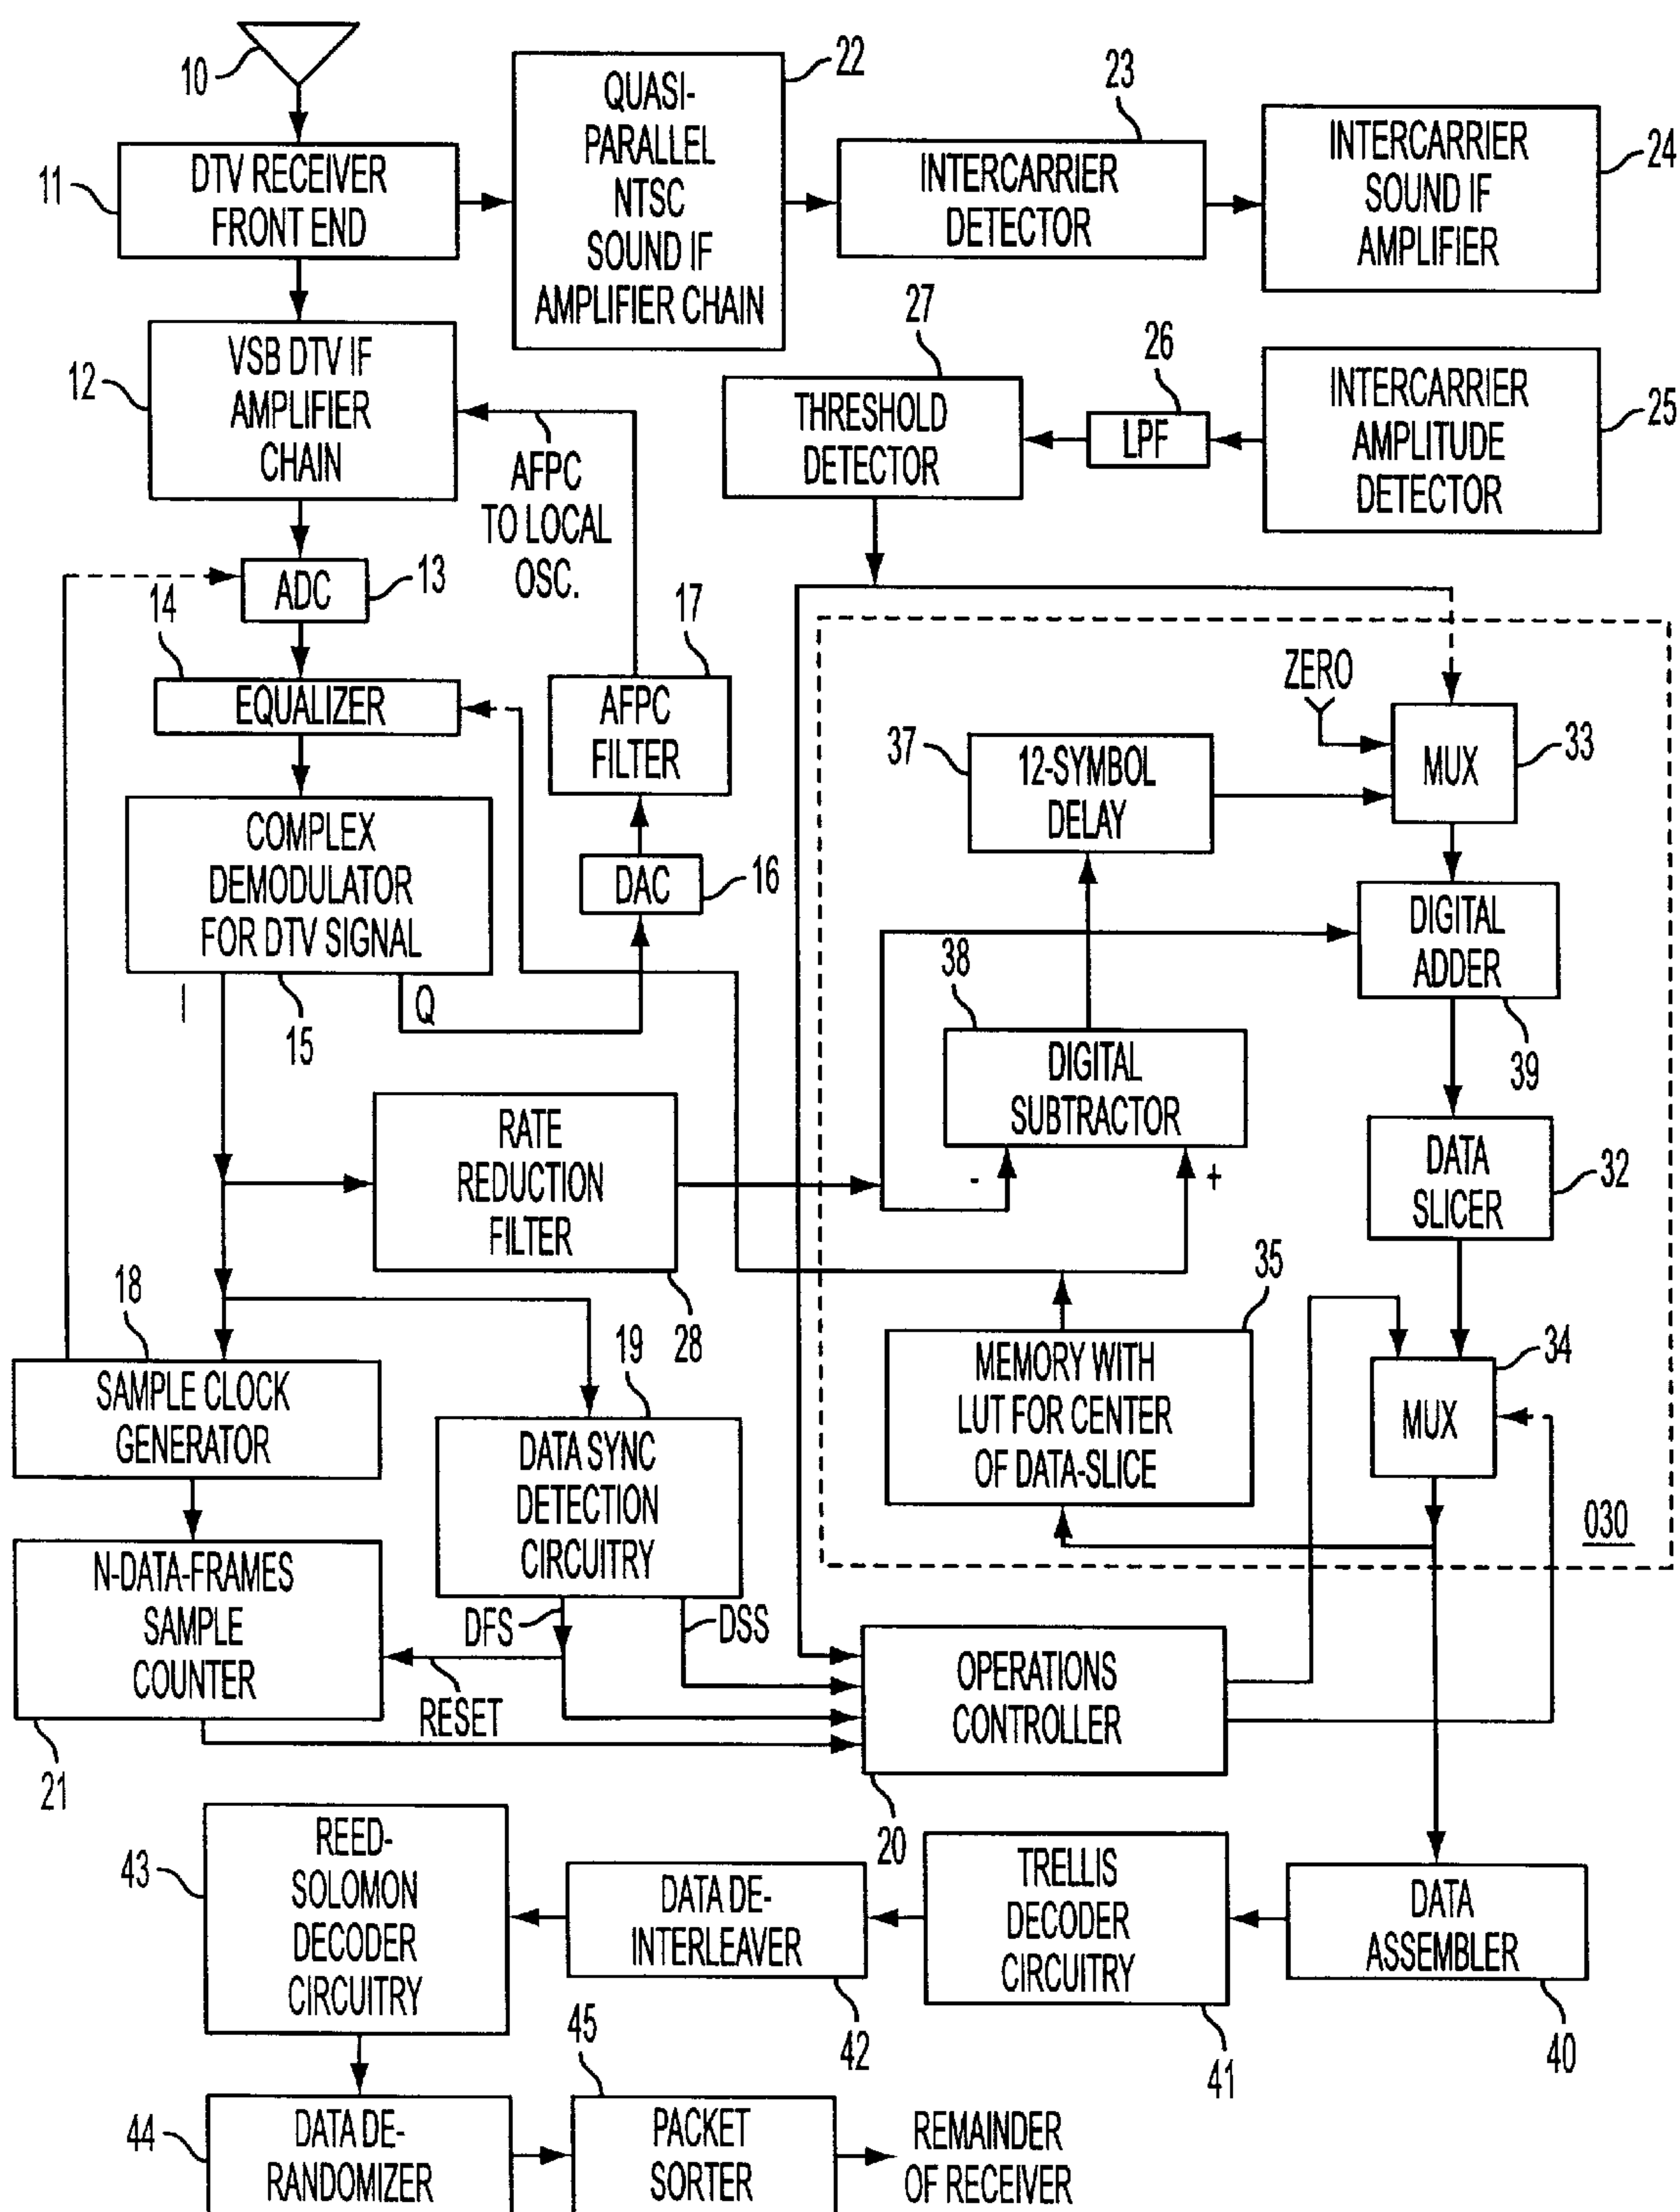 10
11
DTV RECEIVER
FRONT END
22
QUASI-
PARALLEL
NTSC
SOUND IF
AMPLIFIER CHAIN
23
INTERCARRIER
DETECTOR
24
INTERCARRIER
SOUND IF
AMPLIFIER
12
VSB DTV IF
AMPLIFIER
CHAIN
AFPC
TO LOCAL
OSC.
27
THRESHOLD
DETECTOR
26
LPF
INTERCARRIER
AMPLITUDE
DETECTOR
25
ADC
13
14
EQUALIZER
17
AFPC
FILTER
DAC
16
COMPLEX
DEMODULATOR
FOR DTV SIGNAL
I
Q
15
ZERO
MUX
33
37
12-SYMBOL
DELAY
DIGITAL
ADDER
39
38
DIGITAL
SUBTRACTOR
-
+
RATE
REDUCTION
FILTER
28
DATA
SLICER
32
35
MEMORY WITH
LUT FOR CENTER
OF DATA-SLICE
34
MUX
030
18
SAMPLE CLOCK
GENERATOR
19
DATA SYNC
DETECTION
CIRCUITRY
N-DATA-FRAMES
SAMPLE
COUNTER
21
DFS
DSS
RESET
OPERATIONS
CONTROLLER
20
43
REED-
SOLOMON
DECODER
CIRCUITRY
DATA DE-
INTERLEAVER
42
TRELLIS
DECODER
CIRCUITRY
41
DATA
ASSEMBLER
40
44
DATA DE-
RANDOMIZER
45
PACKET
SORTER
REMAINDER
OF RECEIVER